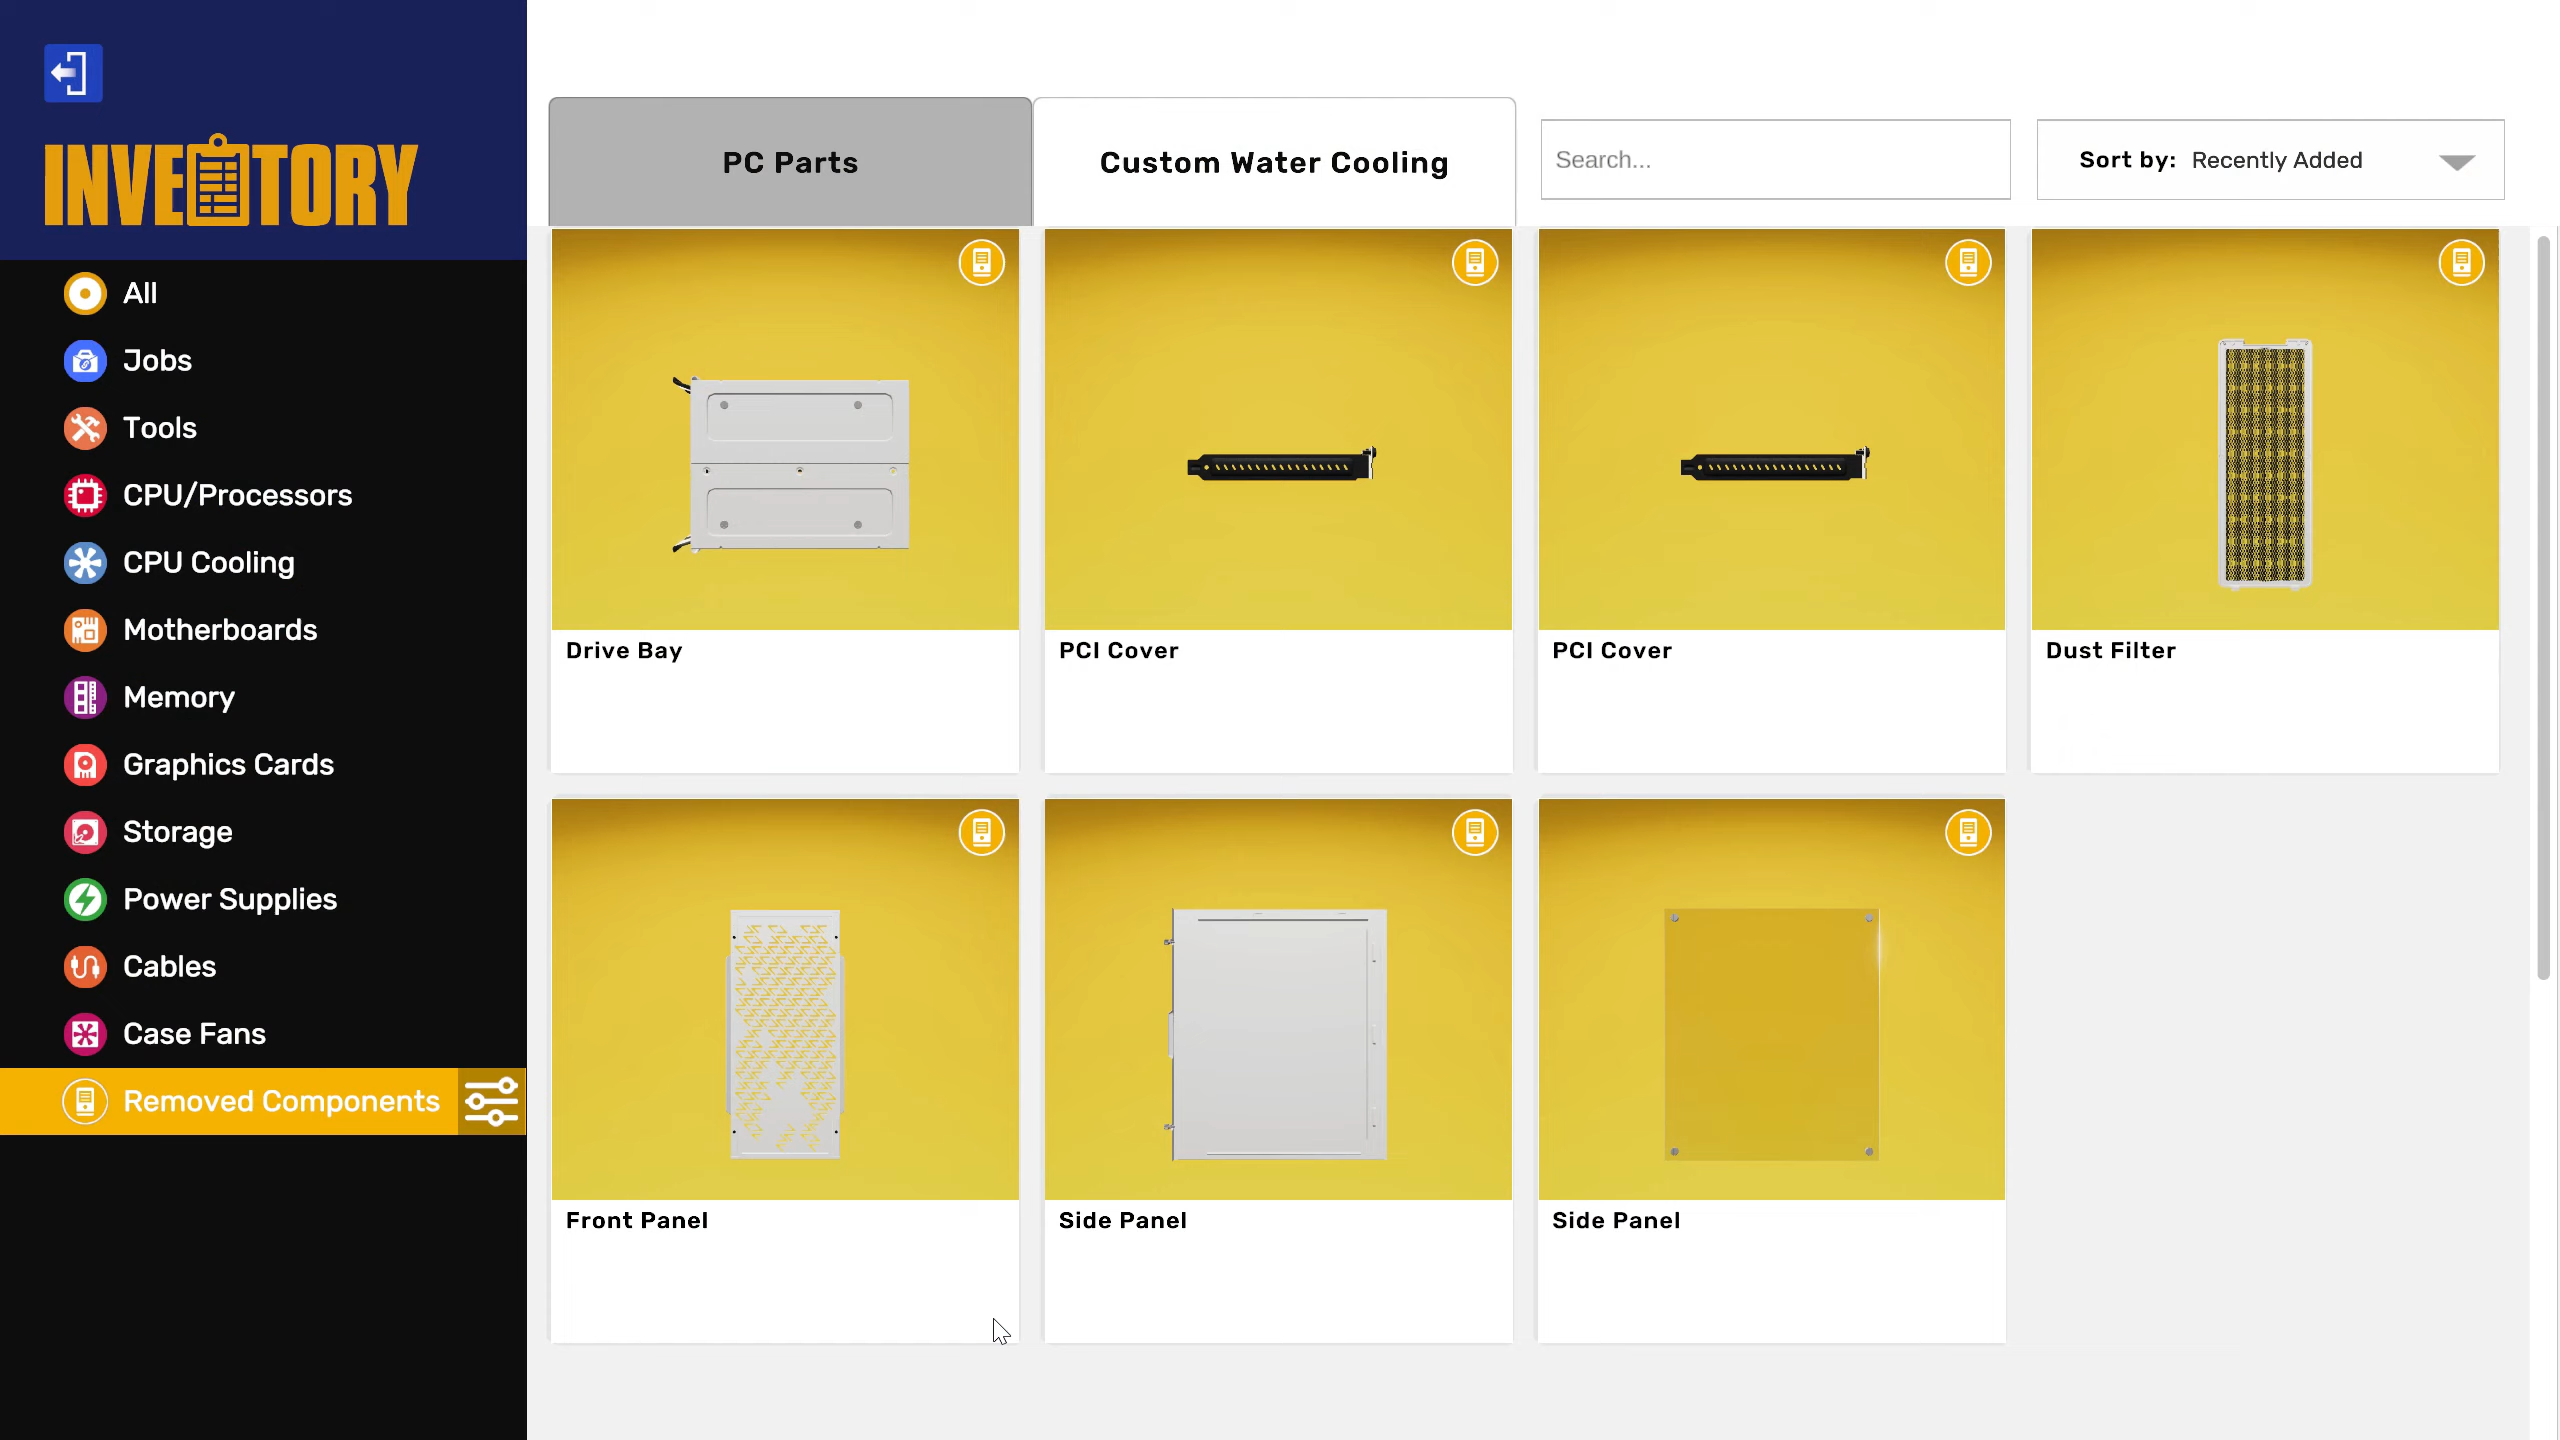 INVENTORY
All
Jobs
Tools
CPU/Processors
CPU Cooling
Motherboards
Memory
Graphics Cards
Storage
Power Supplies
Cables
Case Fans
Removed Components
PC Parts
Custom Water Cooling
Search...
Sort by: Recently Added
Drive Bay
PCI Cover
PCI Cover
Dust Filter
Front Panel
Side Panel
Side Panel